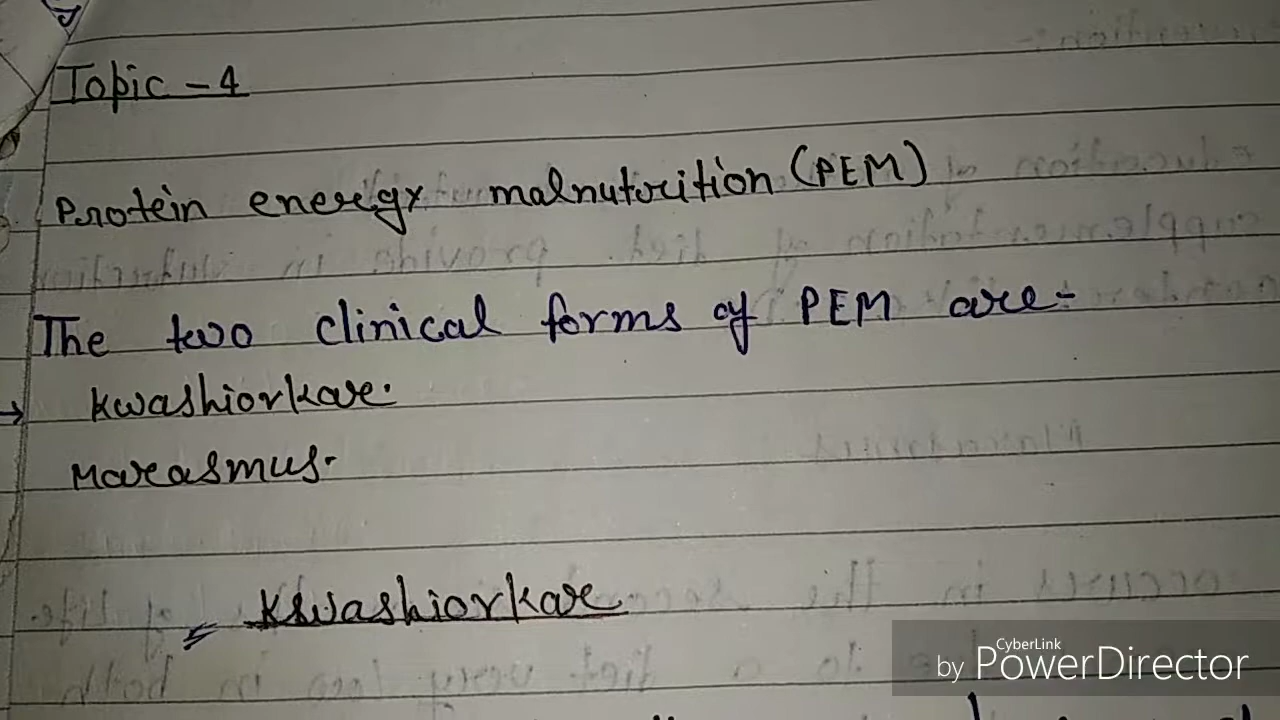 Topic - 4
Protein energy malnutrition (PEM)
The two clinical forms of PEM are:-
→ Kwashiorkar.
Marasmus.
Kwashiorkar
CyberLink
by PowerDirector